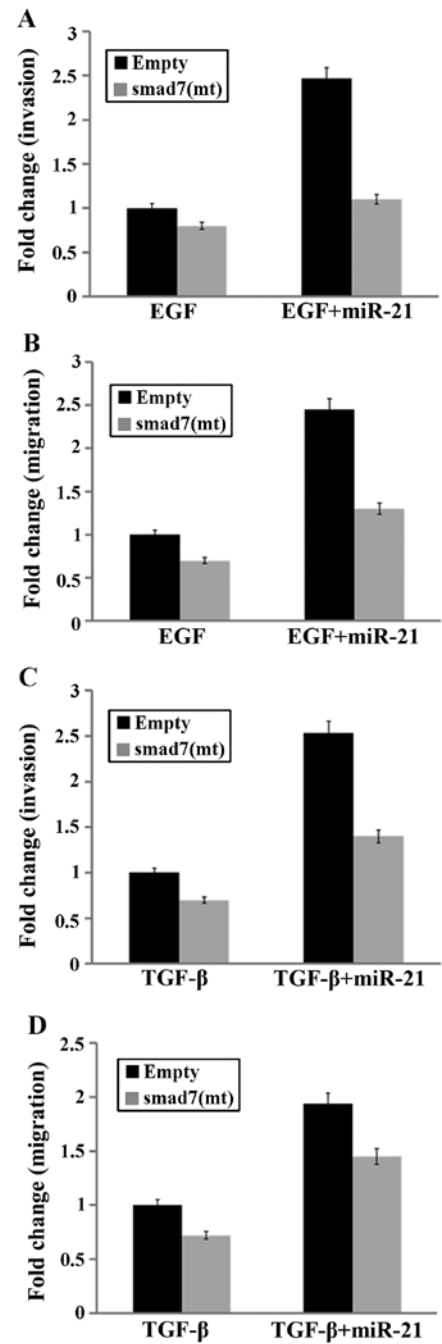 A
Fold change (invasion)
3
2.5
2
1.5
1
0.5
0
Empty
smad7(mt)
EGF
EGF+miR-21
B
Fold change (migration)
3
2.5
2
1.5
1
0.5
0
Empty
smad7(mt)
EGF
EGF+miR-21
C
Fold change (invasion)
3
2.5
2
1.5
1
0.5
0
Empty
smad7(mt)
TGF-β
TGF-β+miR-21
D
Fold change (migration)
2.5
2
1.5
1
0.5
0
Empty
smad7(mt)
TGF-β
TGF-β+miR-21